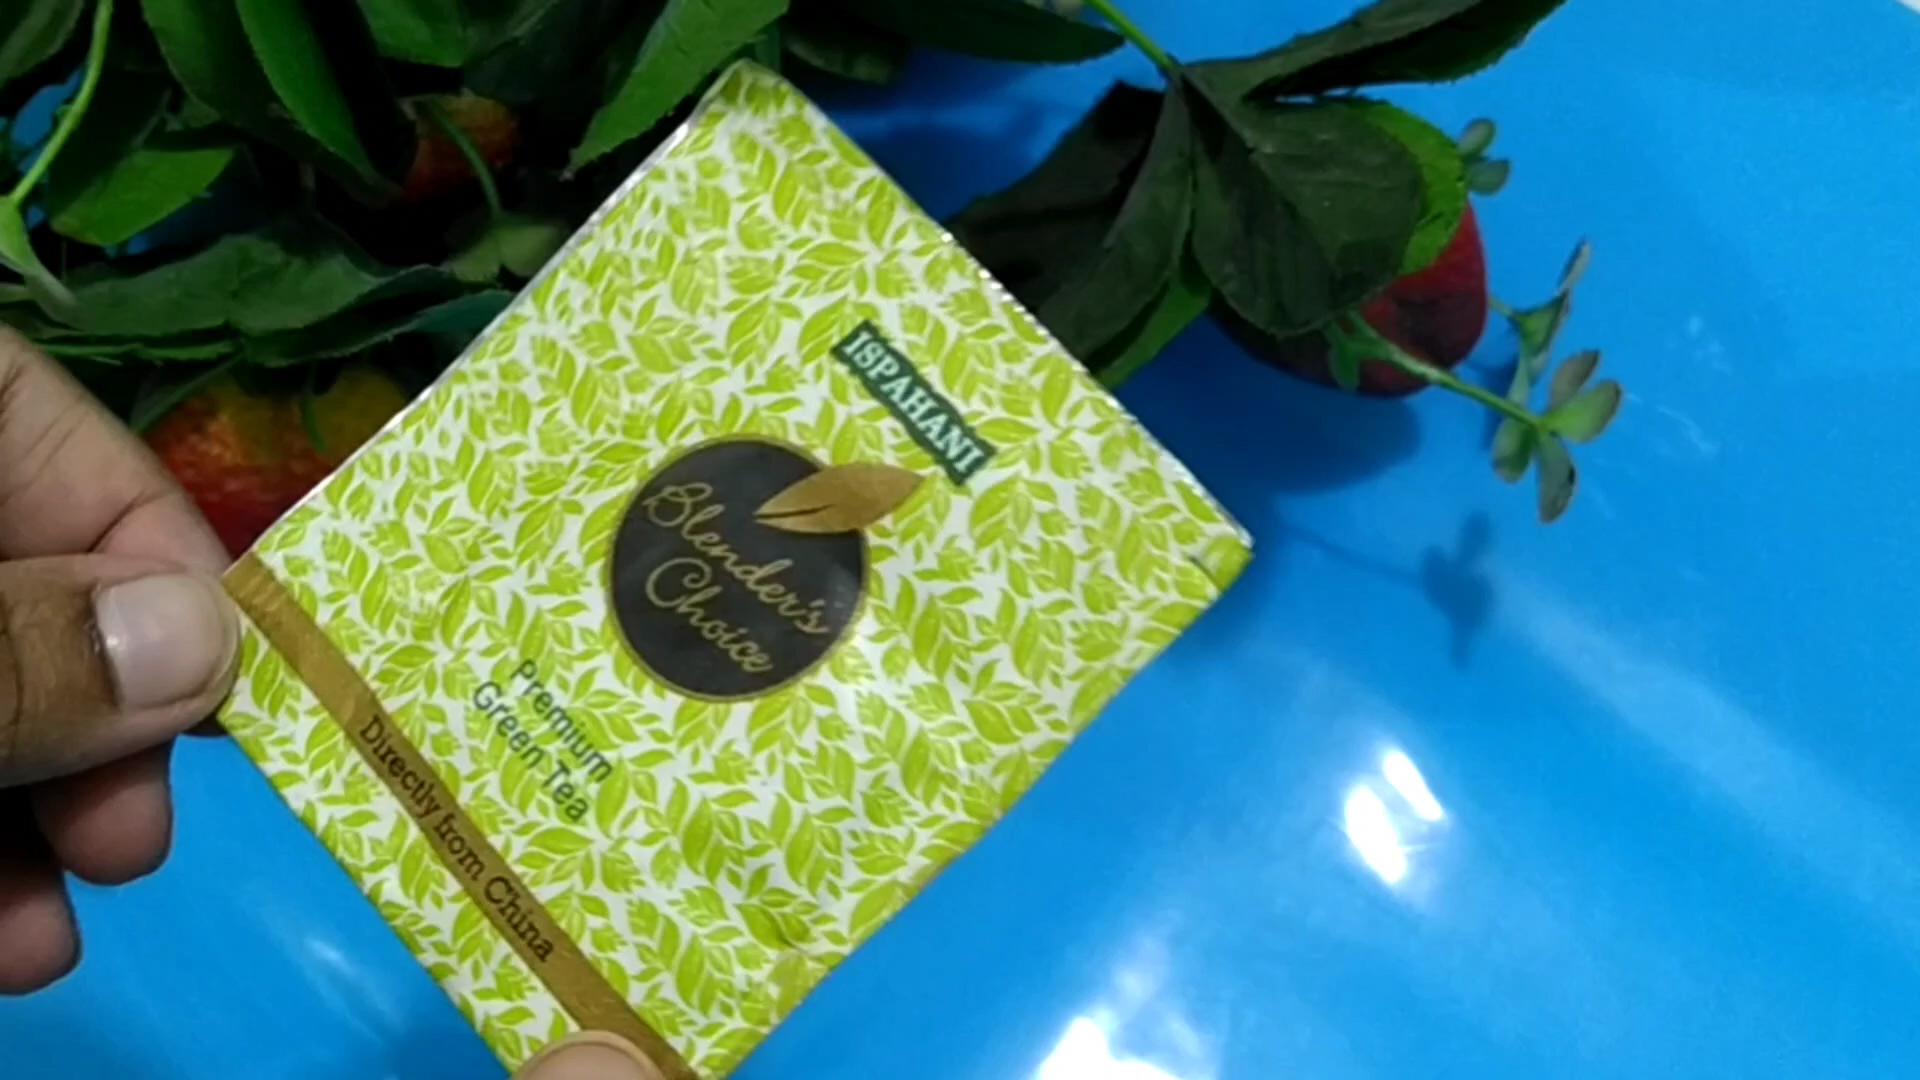 ISPAHANI
Blender's
Choice
Premium
Green Tea
Directly from China